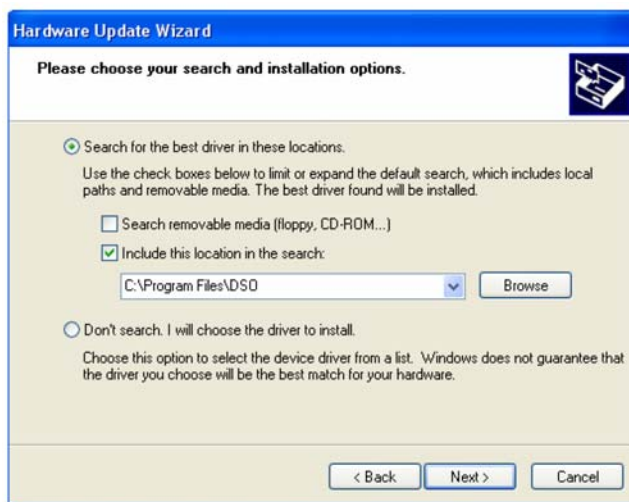 Hardware Update Wizard
Please choose your search and installation options.
Search for the best driver in these locations.
Use the check boxes below to limit or expand the default search, which includes local
paths and removable media. The best driver found will be installed.
Search removable media (floppy, CD-ROM...)
Include this location in the search:
C:\Program Files\DSO
Browse
Don't search. I will choose the driver to install.
Choose this option to select the device driver from a list. Windows does not guarantee that
the driver you choose will be the best match for your hardware.
< Back
Next >
Cancel